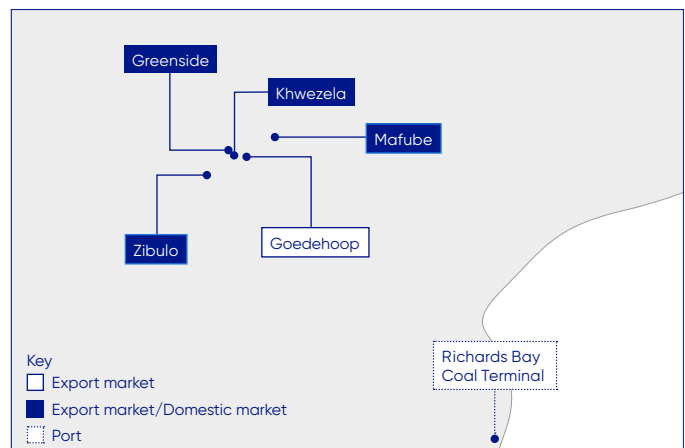 Greenside
Khwezela
Mafube
Goedehoop
Zibulo
Richards Bay
Coal Terminal
Key
Export market
Export market/Domestic market
Port